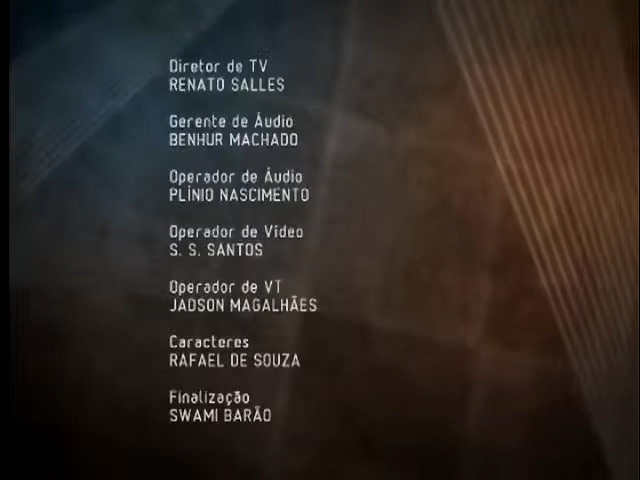 Diretor de TV
RENATO SALLES
Gerente de Áudio
BENHUR MACHADO
Operador de Áudio
PLÍNIO NASCIMENTO
Operador de Vídeo
S. S. SANTOS
Operador de VT
JADSON MAGALHÃES
Caracteres
RAFAEL DE SOUZA
Finalização
SWAMI BARÃO